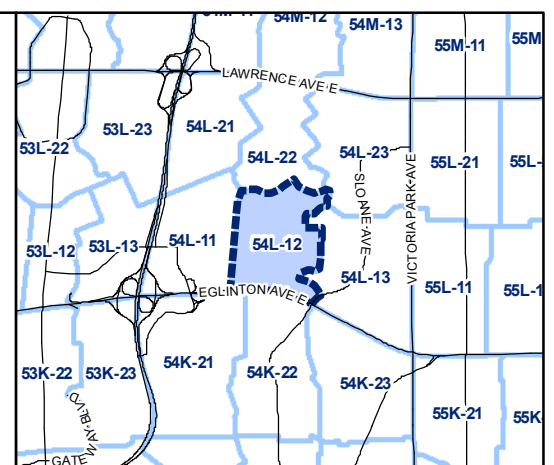 54M-12
54M-13
55M-11
55M
LAWRENCE AVE E
53L-22
53L-23
54L-21
54L-22
54L-23
55L-21
55L-
SLOANE AVE
VICTORIA PARK AVE
53L-12
53L-13
54L-11
54L-12
54L-13
55L-11
55L-1
EGLINTON AVE E
53K-22
53K-23
54K-21
54K-22
54K-23
55K-21
55K
GATEWAY BLVD.